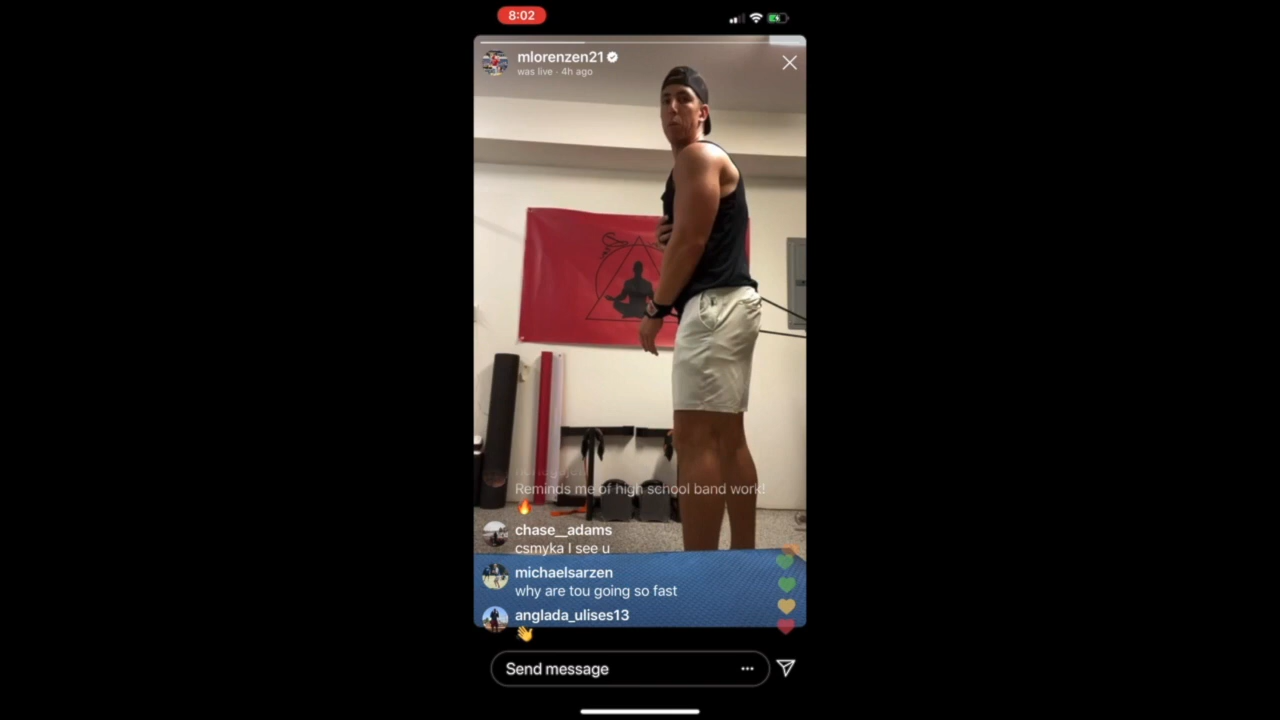 8:02
mlorenzen21
was live · 4h ago
Reminds me of high school band work!
🔥
chase__adams
csmyka I see u
michaelsarzen
why are tou going so fast
anglada_ulises13
👋
Send message